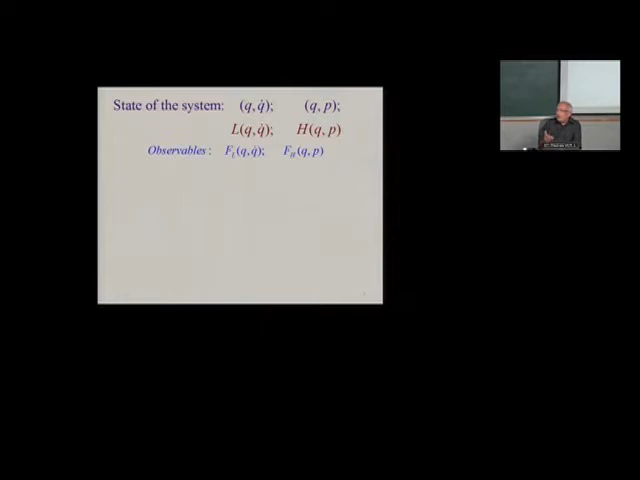 State of the system: (q, q̇); (q, p);
L(q, q̇); H(q, p)
Observables : F_L(q, q̇); F_H(q, p)